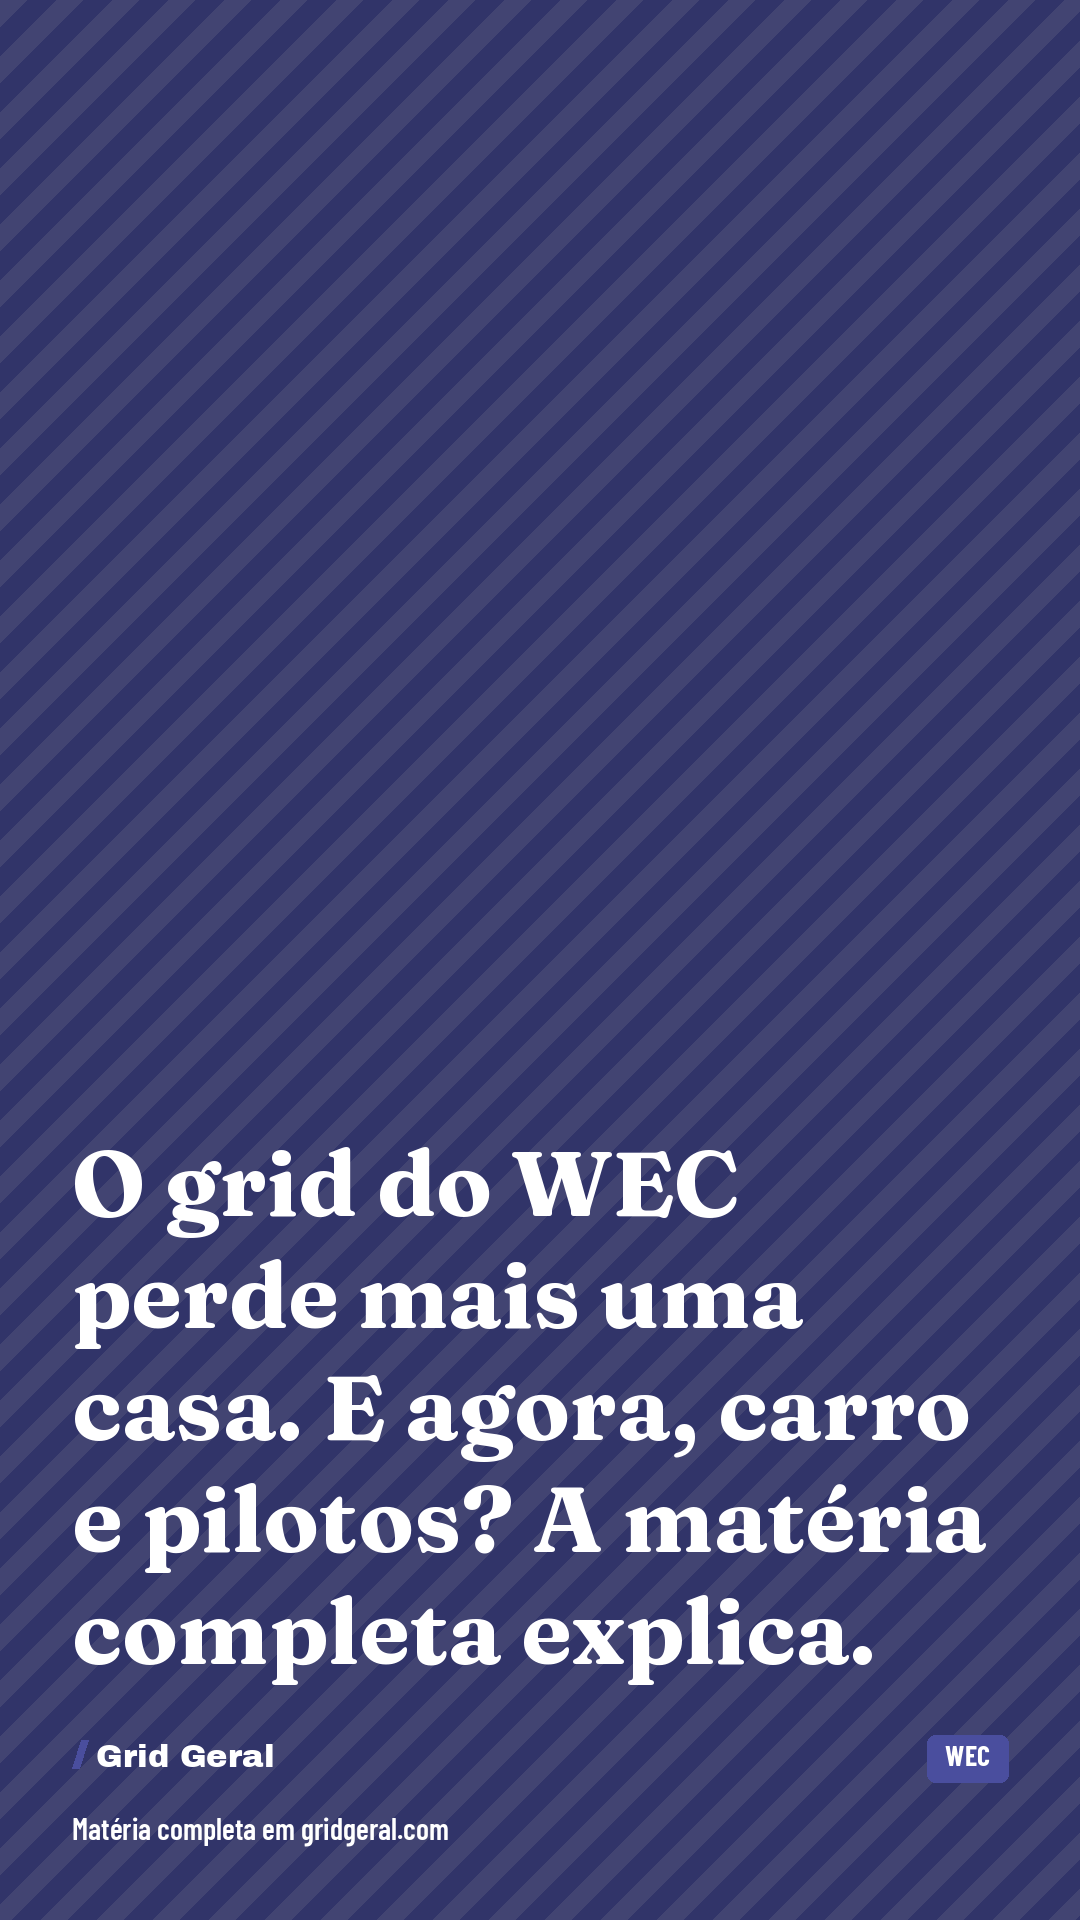 O grid do WEC
perde mais uma
casa. E agora, carro
e pilotos? A matéria
completa explica.
/ Grid Geral
WEC
Matéria completa em gridgeral.com